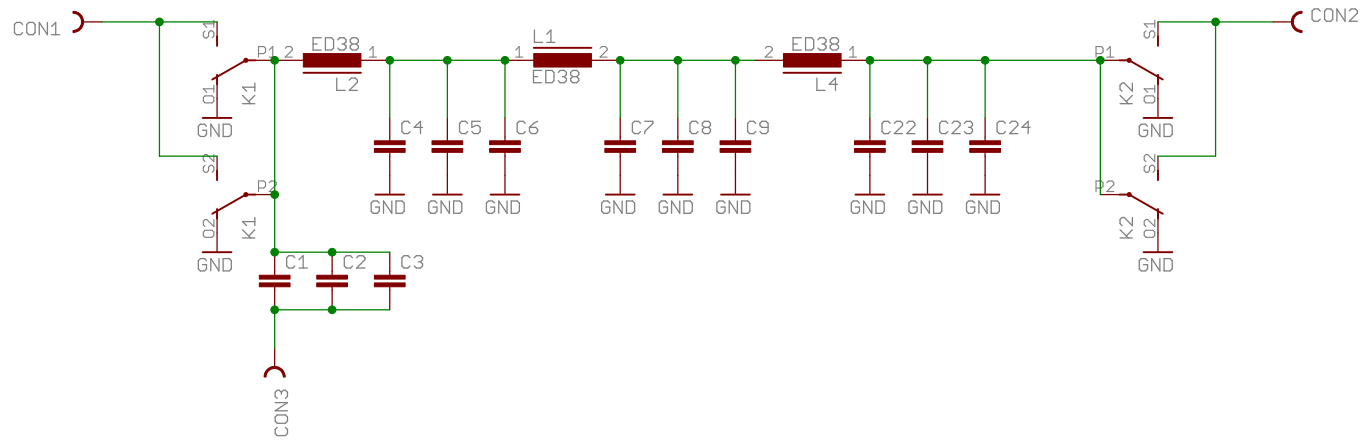 CON1
S1
P1
2
ED38
1
L2
O1
K1
GND
S2
P2
O2
K1
GND
C1
C2
C3
CON3
C4
C5
C6
GND
GND
GND
L1
1
2
ED38
C7
C8
C9
GND
GND
GND
2
ED38
1
L4
C22
C23
C24
GND
GND
GND
P1
S1
K2
O1
GND
P2
S2
K2
O2
GND
CON2